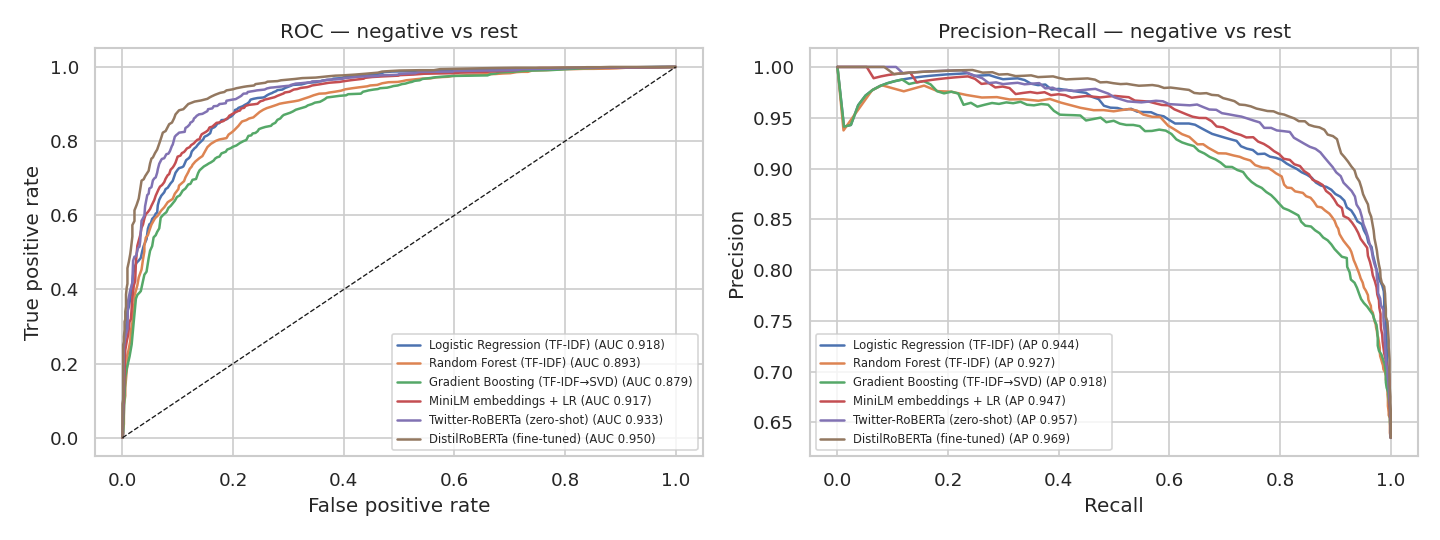 ROC — negative vs rest
True positive rate
1.0
0.8
0.6
0.4
0.2
0.0
Logistic Regression (TF-IDF) (AUC 0.918)
Random Forest (TF-IDF) (AUC 0.893)
Gradient Boosting (TF-IDF→SVD) (AUC 0.879)
MiniLM embeddings + LR (AUC 0.917)
Twitter-RoBERTa (zero-shot) (AUC 0.933)
DistilRoBERTa (fine-tuned) (AUC 0.950)
0.0 0.2 0.4 0.6 0.8 1.0
False positive rate
Precision–Recall — negative vs rest
Precision
1.00
0.95
0.90
0.85
0.80
0.75
0.70
0.65
Logistic Regression (TF-IDF) (AP 0.944)
Random Forest (TF-IDF) (AP 0.927)
Gradient Boosting (TF-IDF→SVD) (AP 0.918)
MiniLM embeddings + LR (AP 0.947)
Twitter-RoBERTa (zero-shot) (AP 0.957)
DistilRoBERTa (fine-tuned) (AP 0.969)
0.0 0.2 0.4 0.6 0.8 1.0
Recall